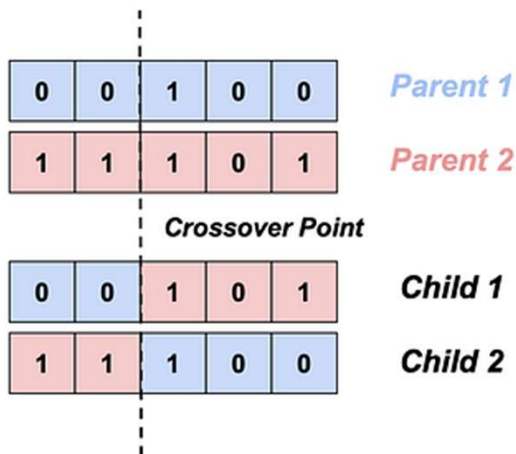 0 0 1 0 0 Parent 1
1 1 1 0 1 Parent 2
Crossover Point
0 0 1 0 1 Child 1
1 1 1 0 0 Child 2